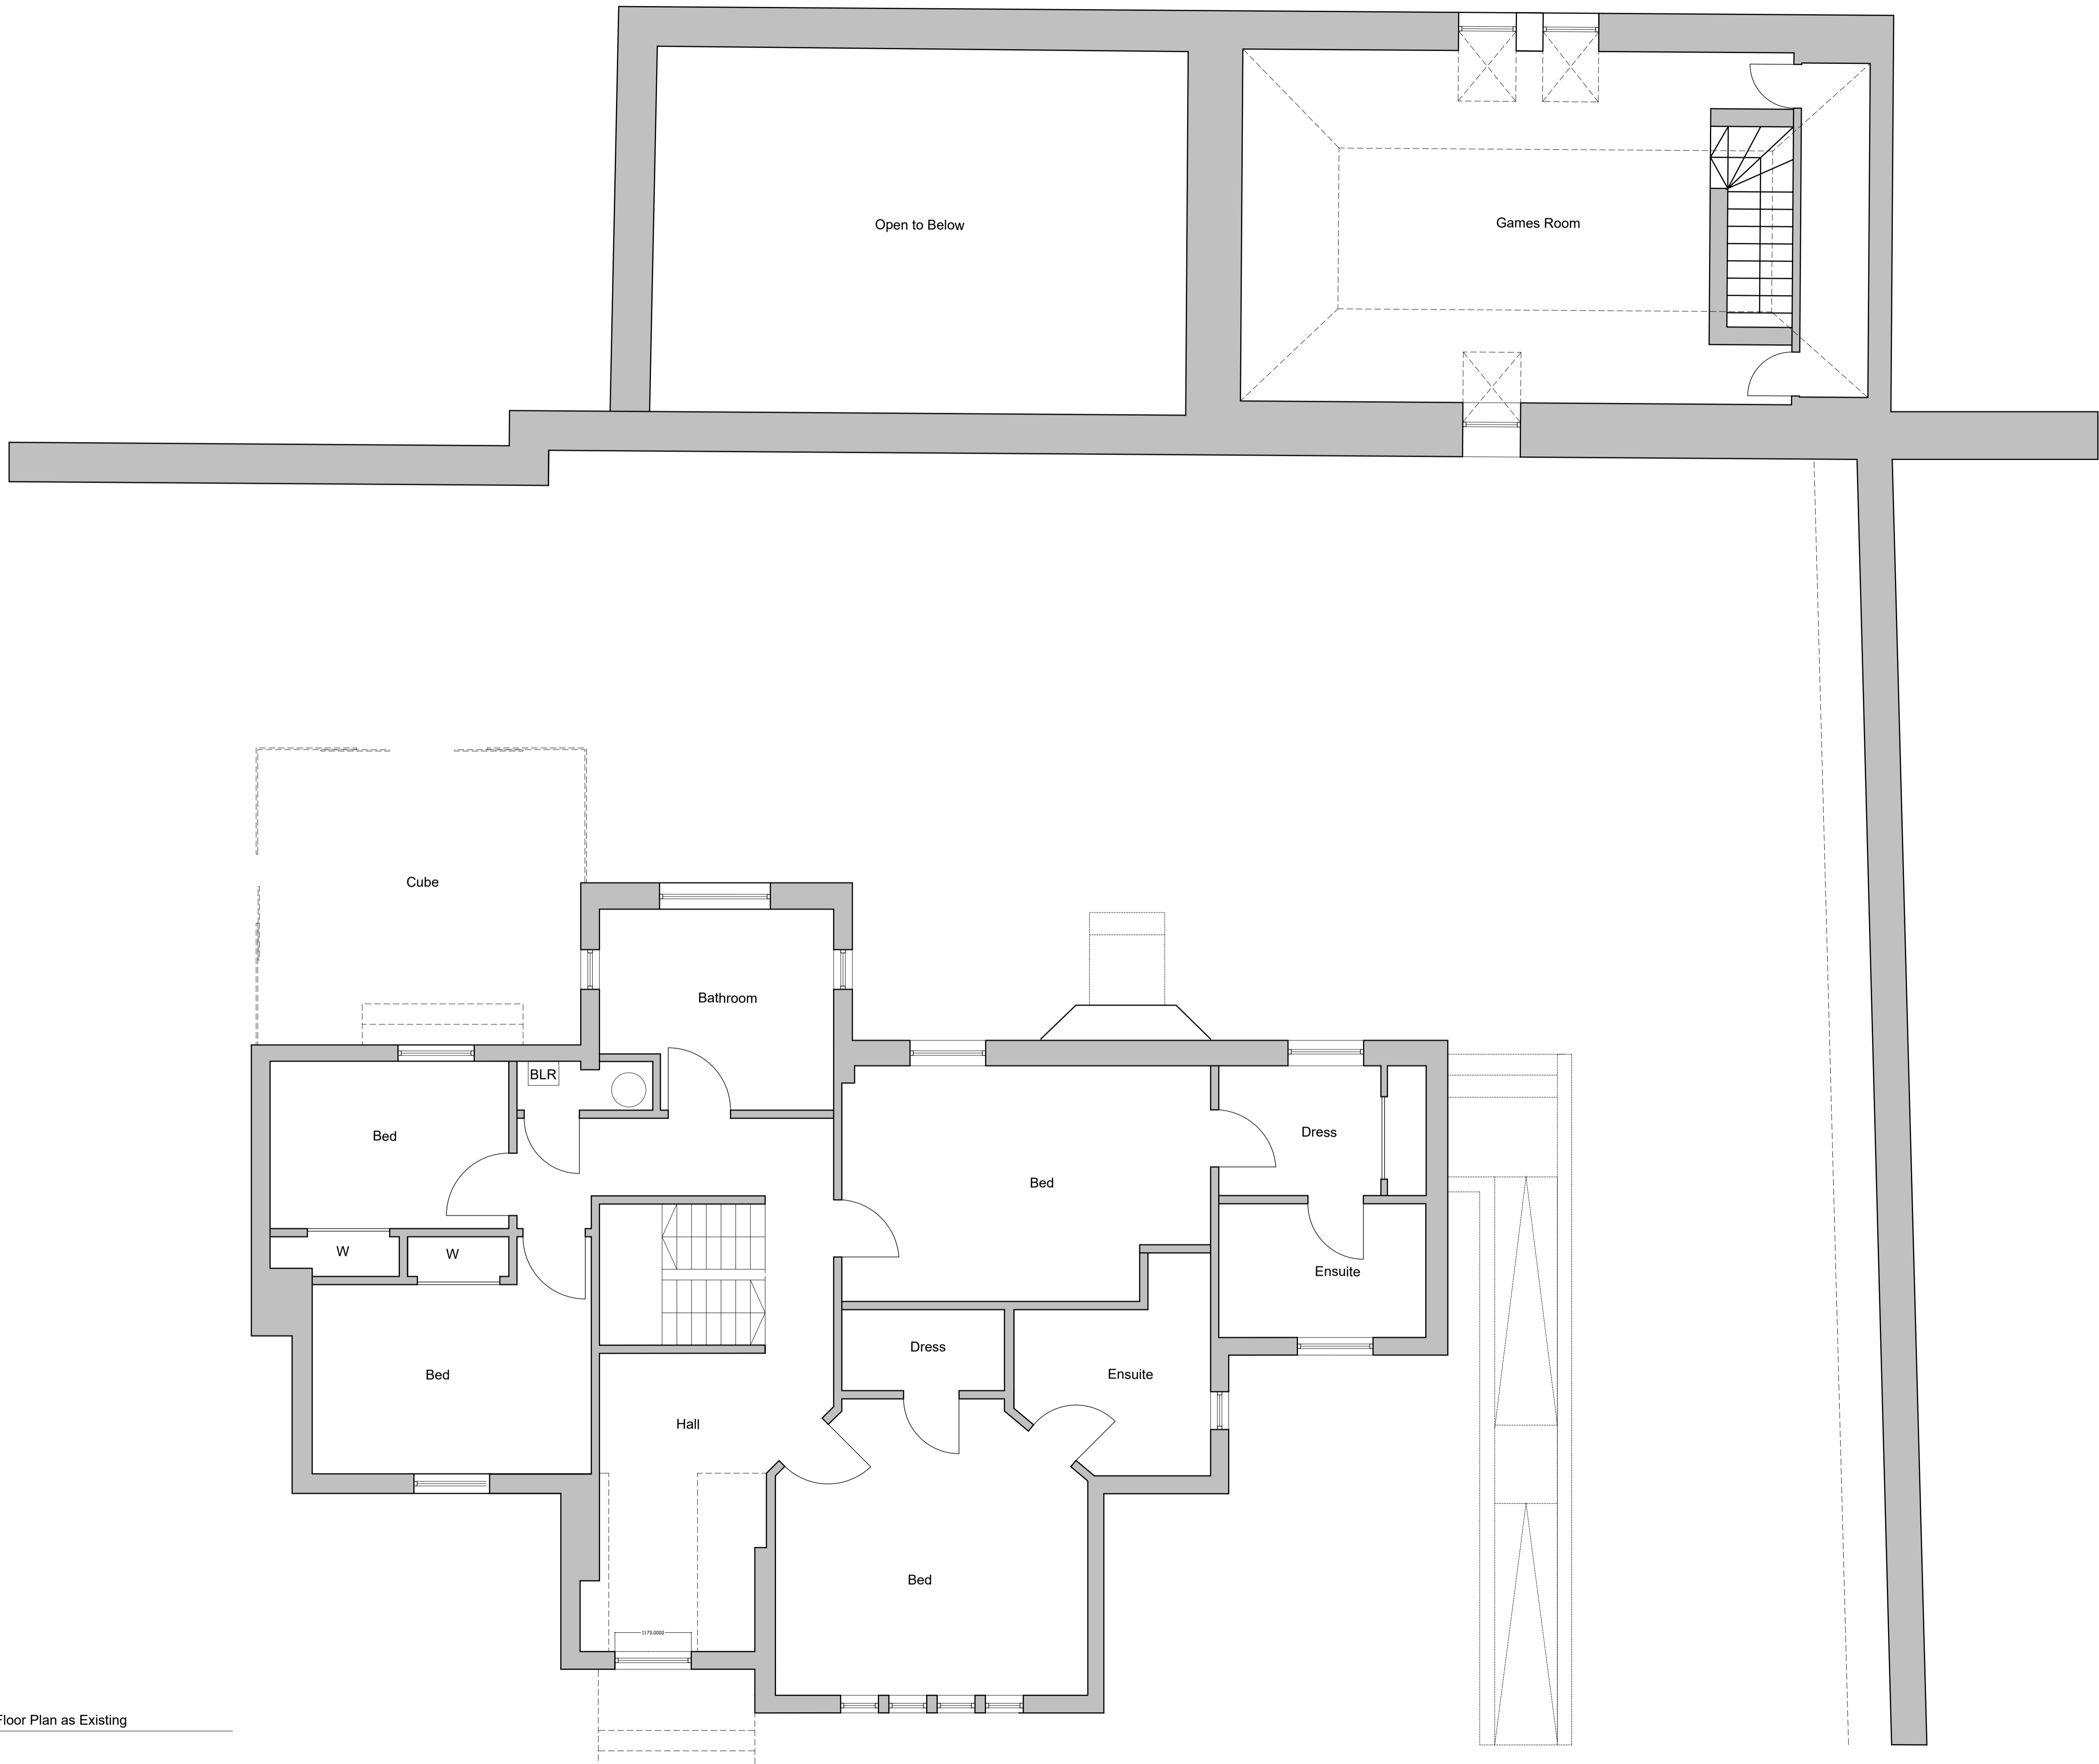 Open to Below
Games Room
Cube
Bathroom
BLR
Bed
Dress
Bed
W
W
Ensuite
Dress
Ensuite
Bed
Hall
Bed
1170.0000
Floor Plan as Existing